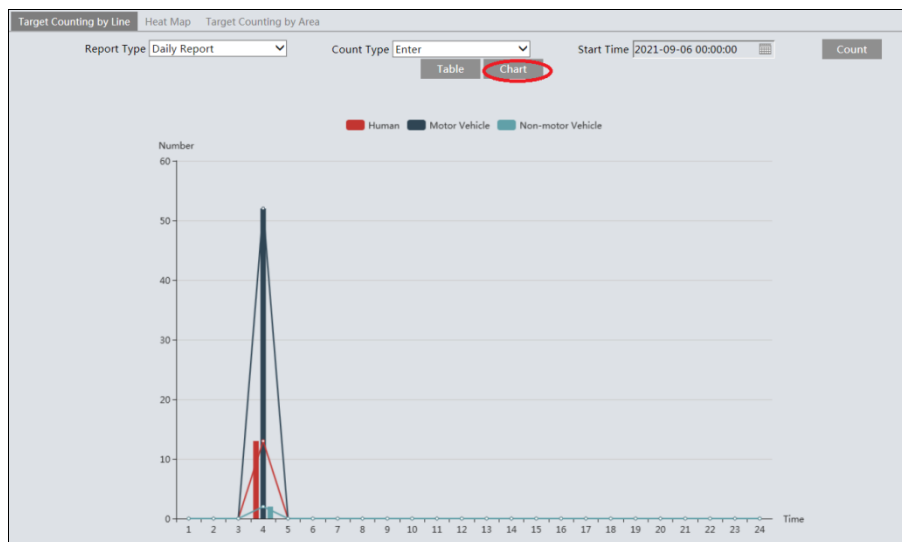 Target Counting by Line Heat Map Target Counting by Area
Report Type Daily Report Count Type Enter Start Time 2021-09-06 00:00:00 Count
Table Chart
Human Motor Vehicle Non-motor Vehicle
Number
60
50
40
30
20
10
0
1 2 3 4 5 6 7 8 9 10 11 12 13 14 15 16 17 18 19 20 21 22 23 24 Time